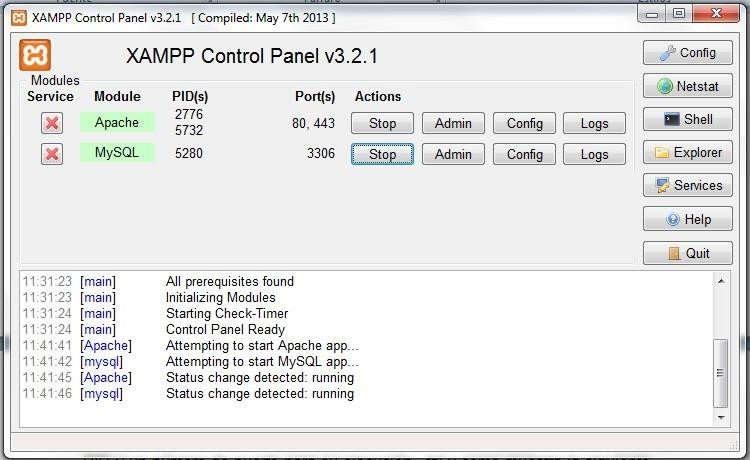 XAMPP Control Panel v3.2.1 [ Compiled: May 7th 2013 ]
XAMPP Control Panel v3.2.1
Config
Modules
Service Module PID(s) Port(s) Actions
Netstat
Apache 2776 5732 80, 443 Stop Admin Config Logs
Shell
MySQL 5280 3306 Stop Admin Config Logs
Explorer
Services
Help
Quit
11:31:23 [main] All prerequisites found
11:31:23 [main] Initializing Modules
11:31:24 [main] Starting Check-Timer
11:31:24 [main] Control Panel Ready
11:41:41 [Apache] Attempting to start Apache app...
11:41:42 [mysql] Attempting to start MySQL app...
11:41:45 [Apache] Status change detected: running
11:41:46 [mysql] Status change detected: running